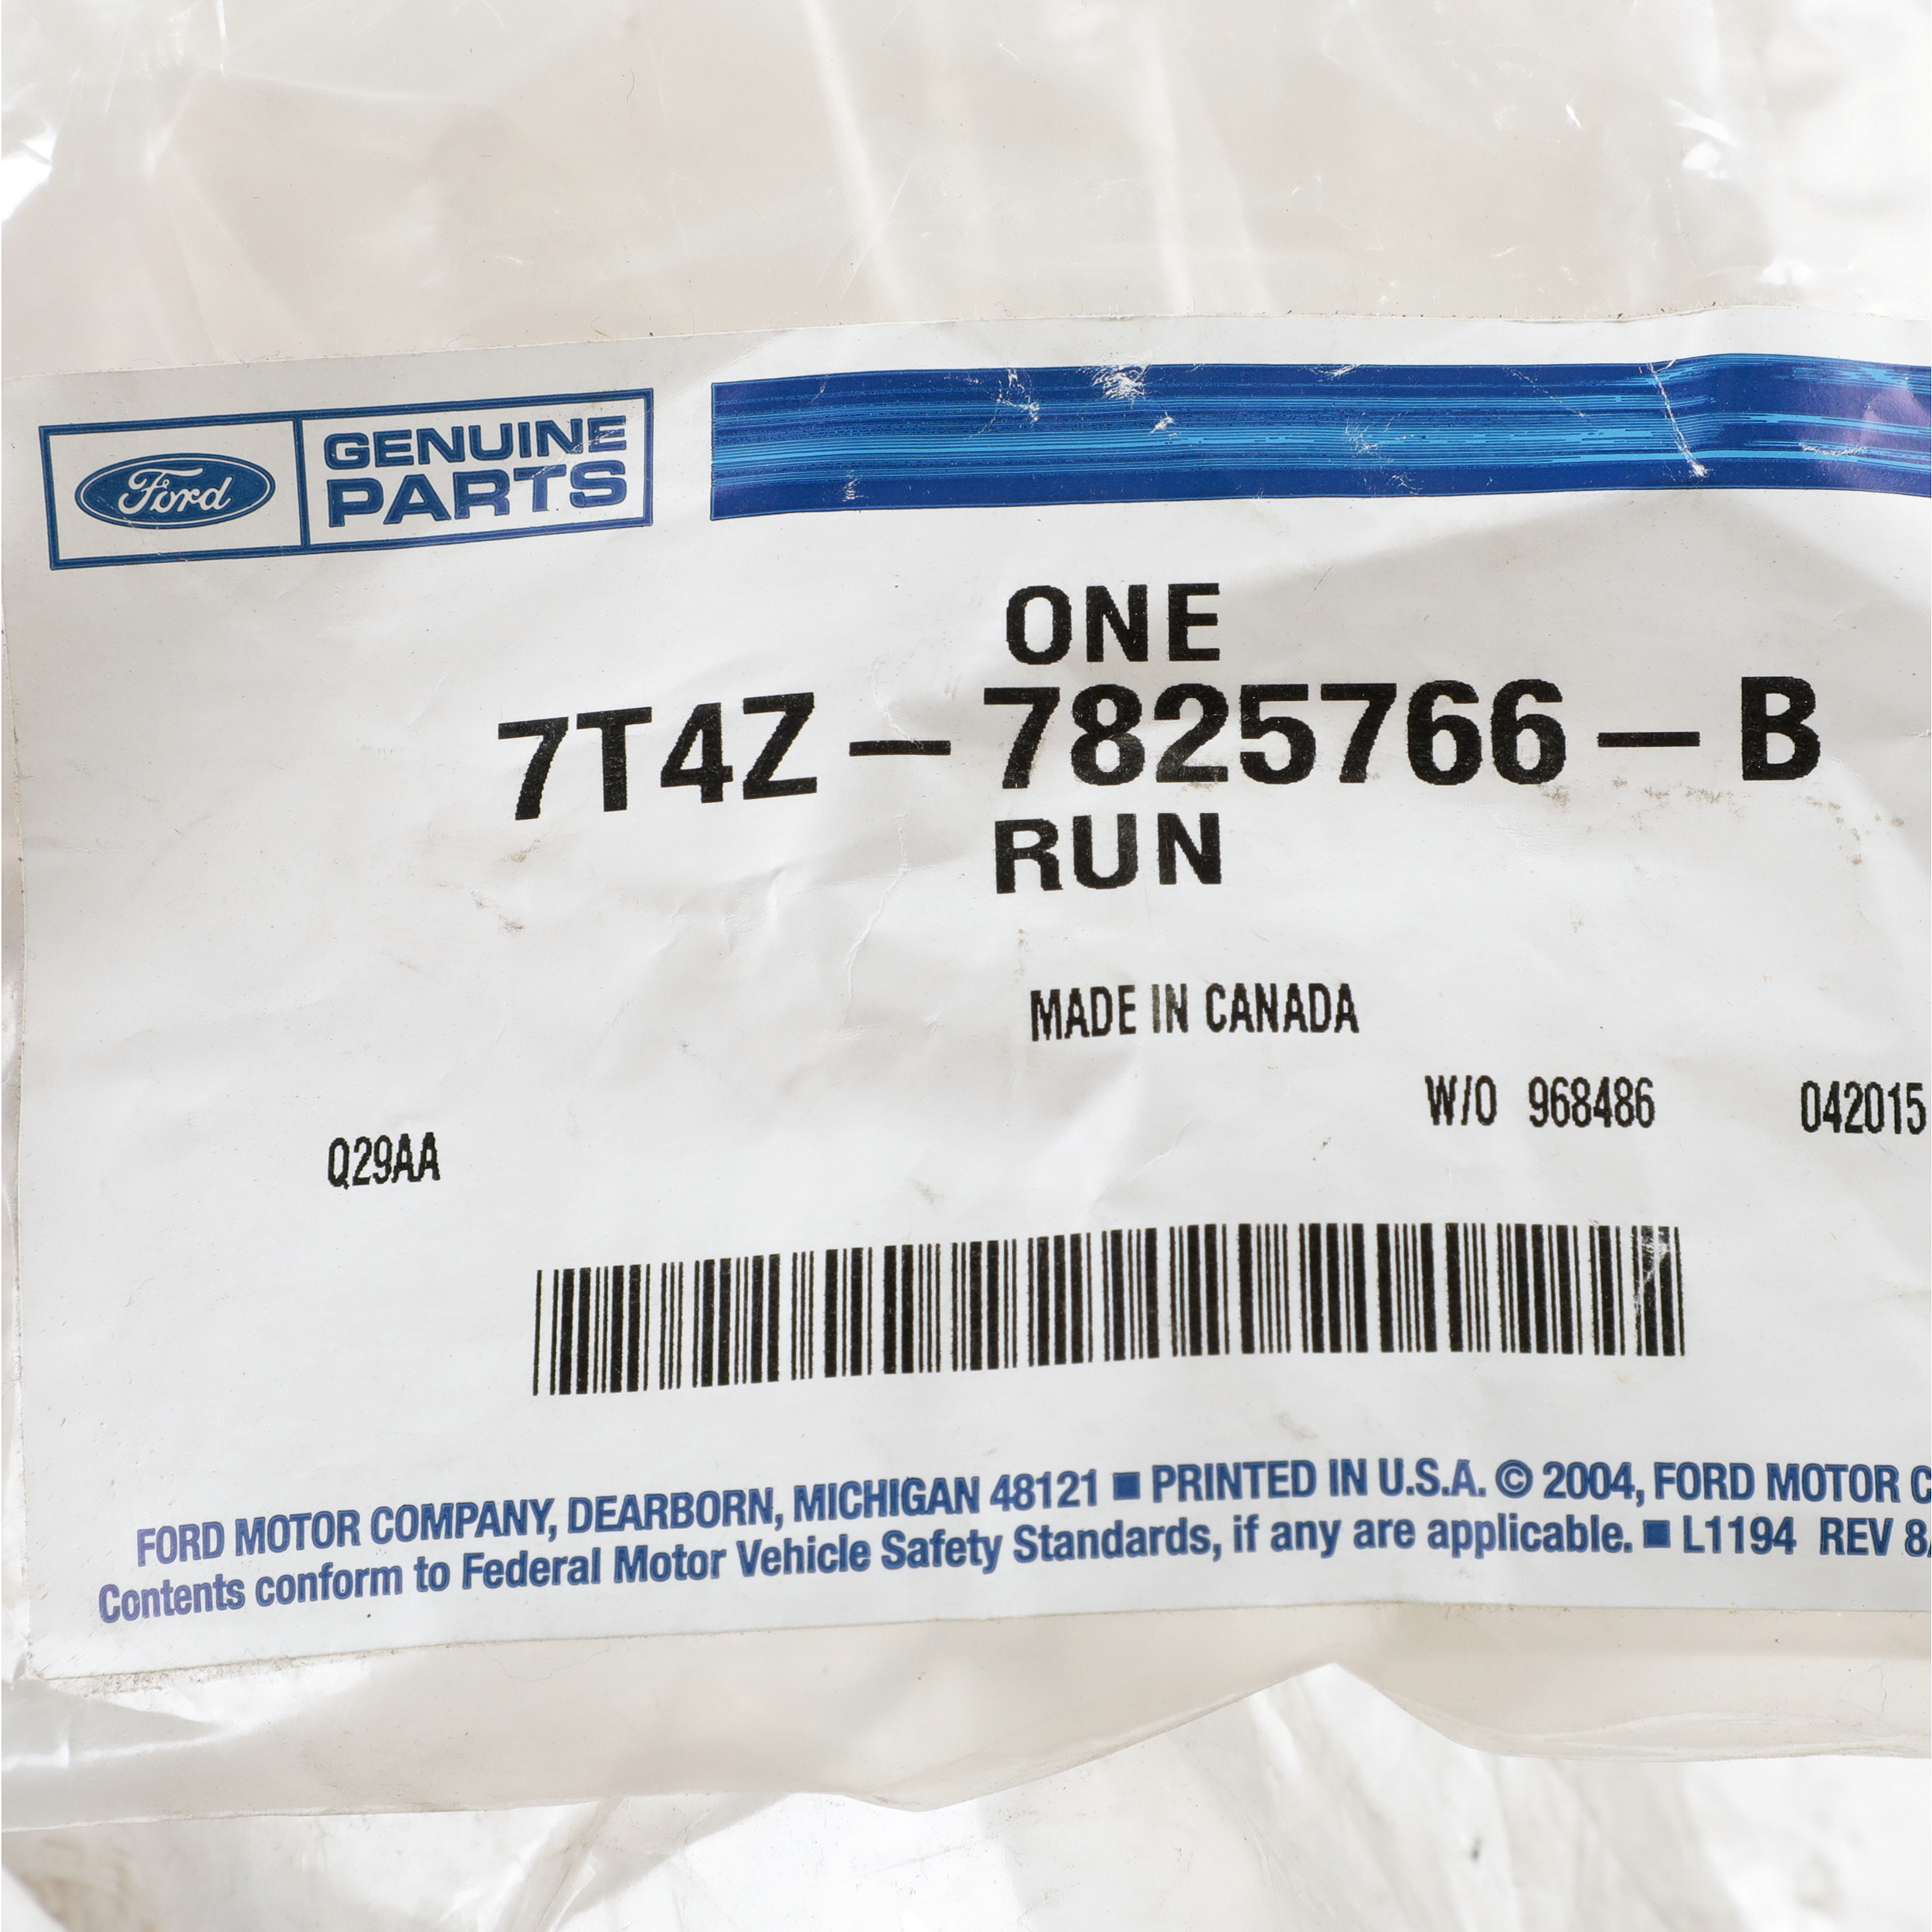 Ford GENUINE
PARTS
ONE
7T4Z-7825766-B
RUN
MADE IN CANADA
W/O 968486 042015
Q29AA
FORD MOTOR COMPANY, DEARBORN, MICHIGAN 48121 ■ PRINTED IN U.S.A. © 2004, FORD MOTOR
Contents conform to Federal Motor Vehicle Safety Standards, if any are applicable. ■ L1194 REV